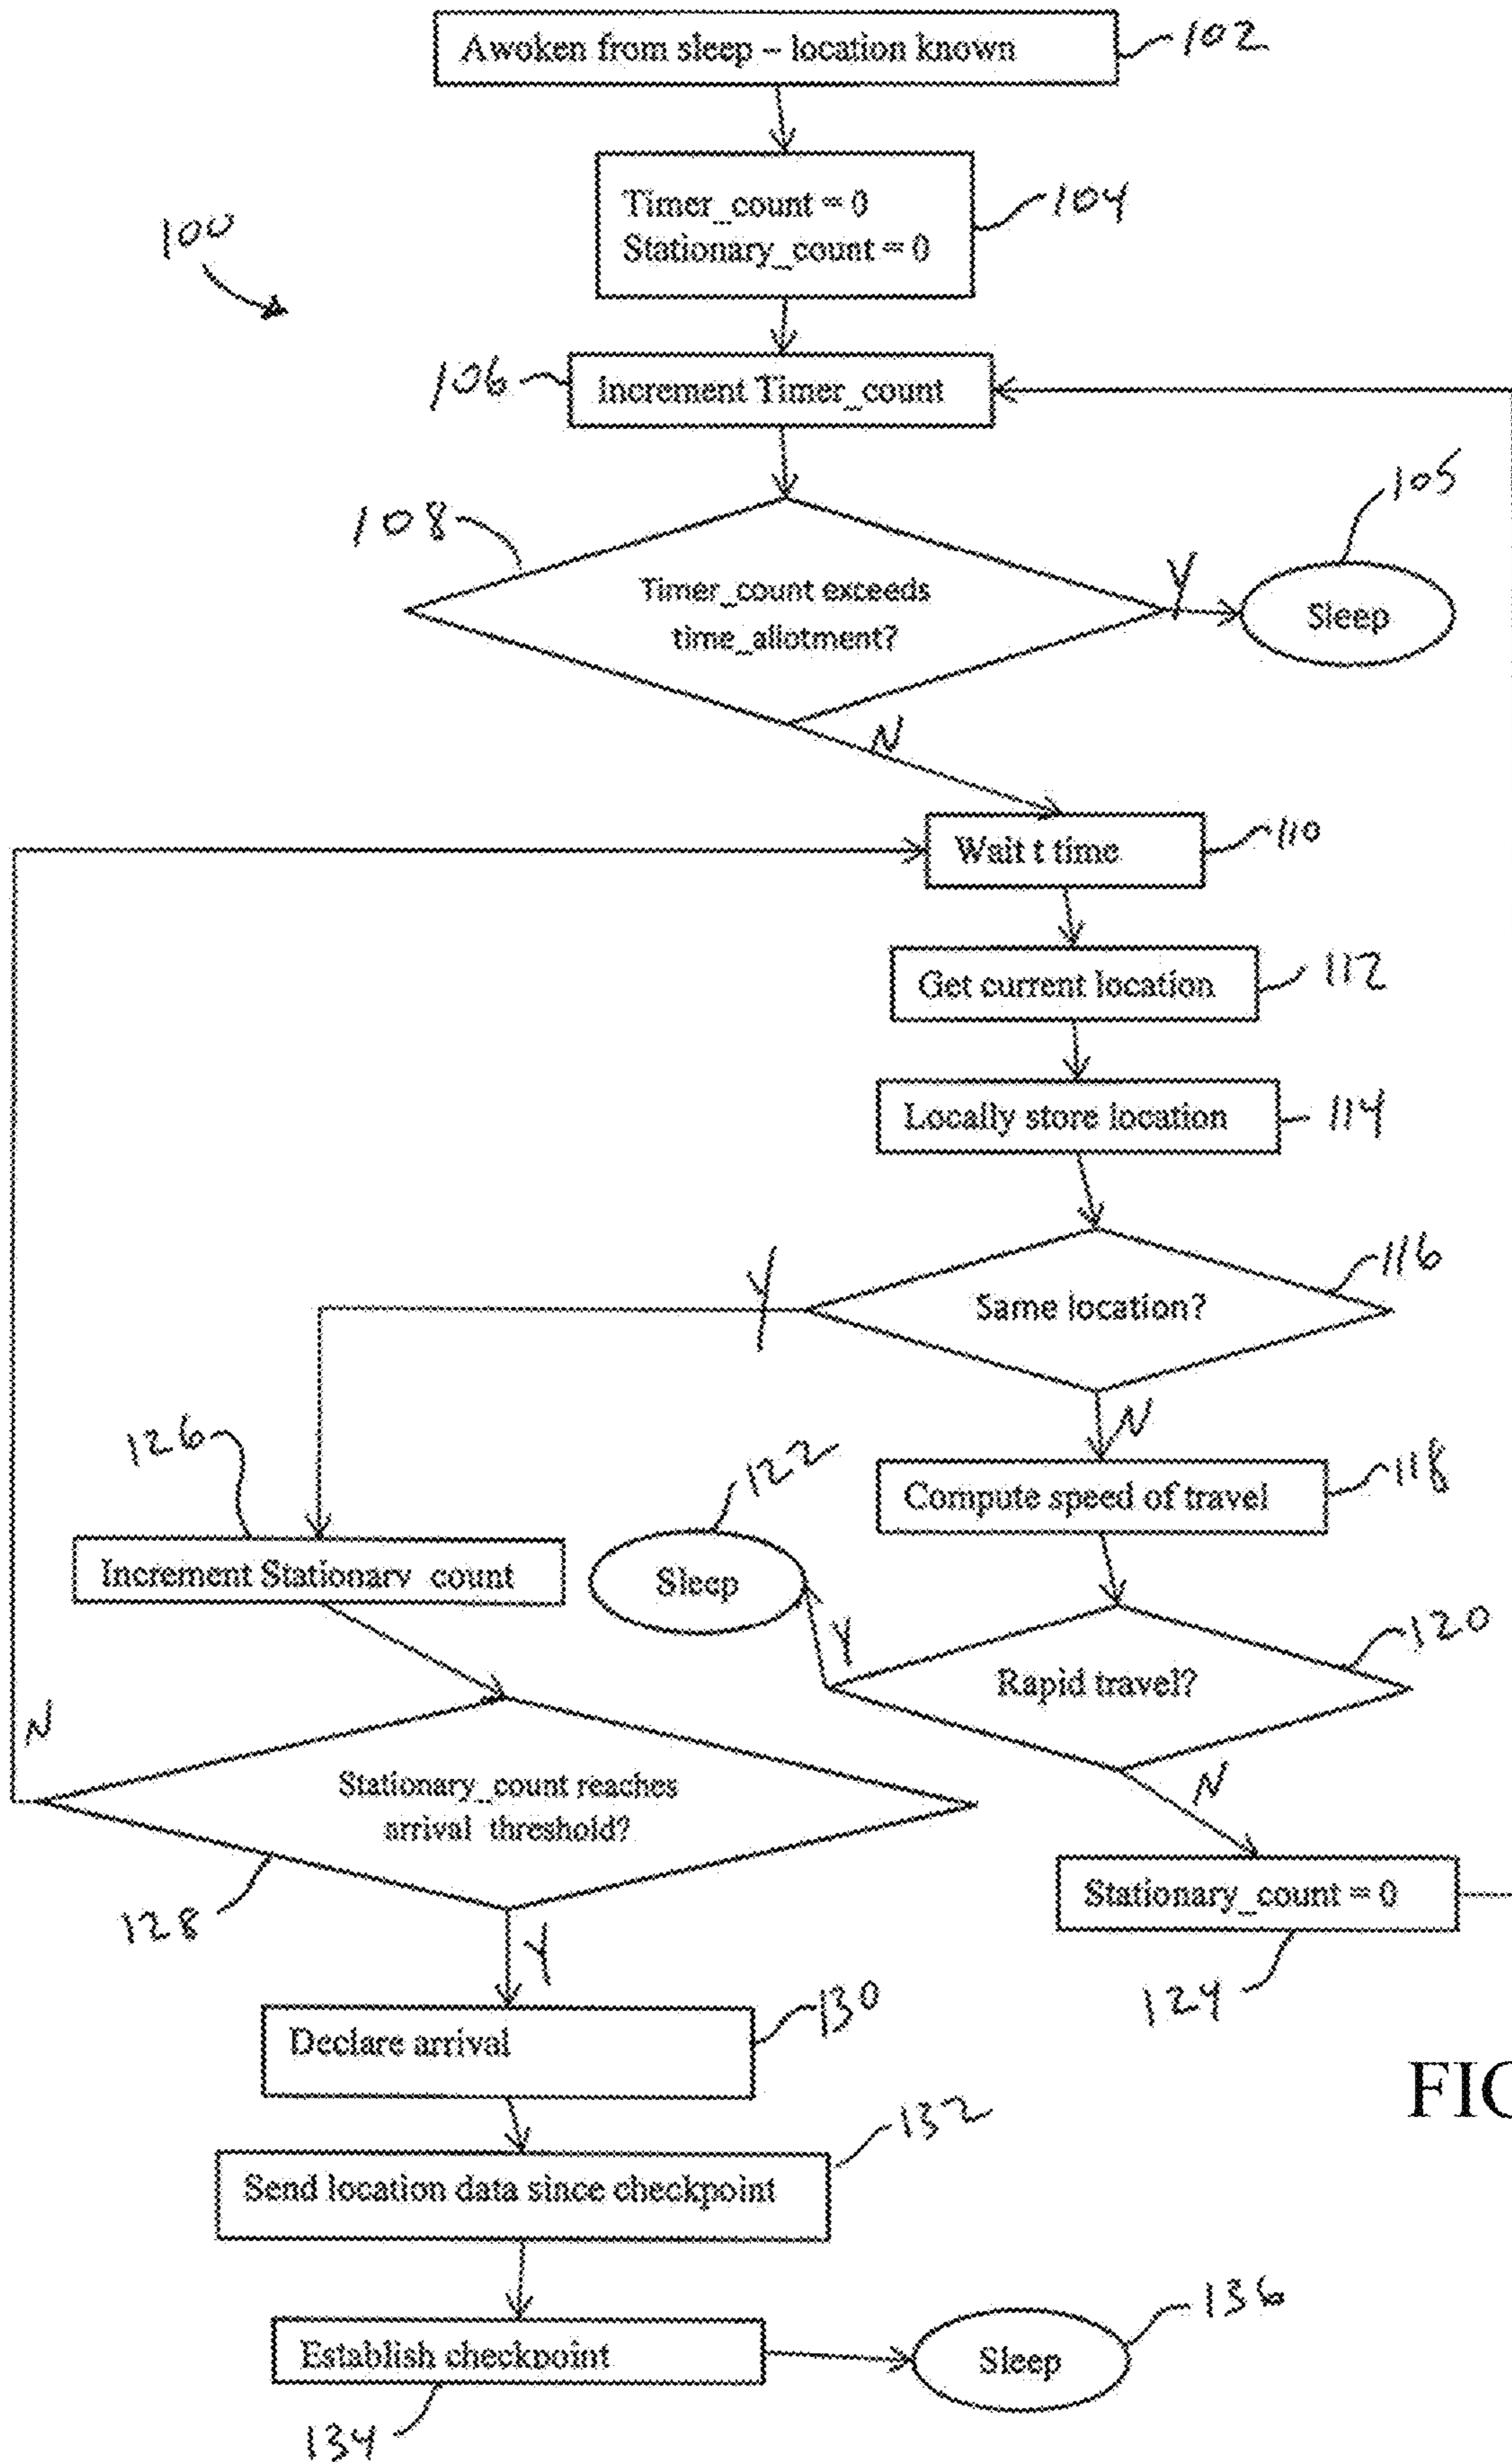 Awoken from sleep – location known
102
Timer_count = 0
Stationary_count = 0
104
100
106
Increment Timer_count
108
105
Timer_count exceeds
time_allotment?
Y
Sleep
N
Wait t time
110
Get current location
112
Locally store location
114
Y
Same location?
116
N
126
122
Compute speed of travel
118
Increment Stationary count
Sleep
Y
Rapid travel?
120
N
N
Stationary_count reaches
arrival threshold?
Stationary_count = 0
128
Y
124
Declare arrival
130
FIG
Send location data since checkpoint
132
Establish checkpoint
Sleep
136
134